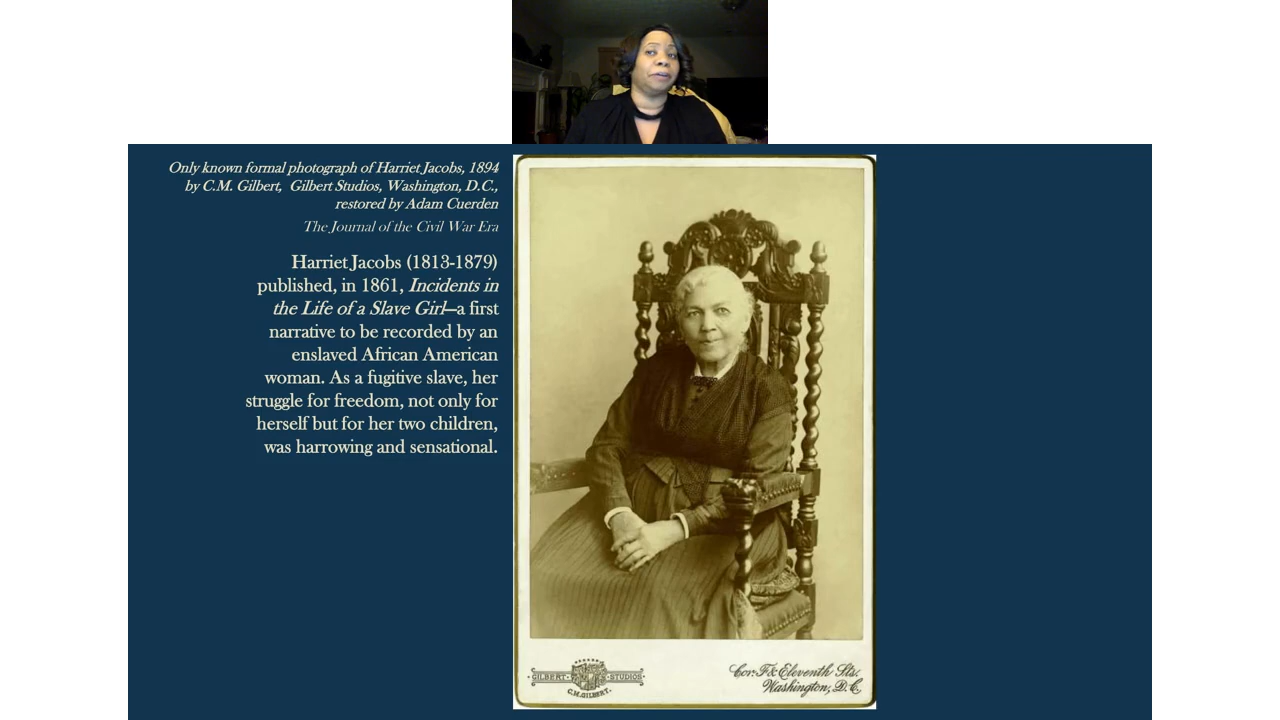 Only known formal photograph of Harriet Jacobs, 1894
by C.M. Gilbert, Gilbert Studios, Washington, D.C.,
restored by Adam Cuerden
The Journal of the Civil War Era
Harriet Jacobs (1813-1879)
published, in 1861, Incidents in
the Life of a Slave Girl—a first
narrative to be recorded by an
enslaved African American
woman. As a fugitive slave, her
struggle for freedom, not only for
herself but for her two children,
was harrowing and sensational.
GILBERT STUDIOS
C.M. GILBERT.
Cor. F & Eleventh Sts.
Washington, D.C.